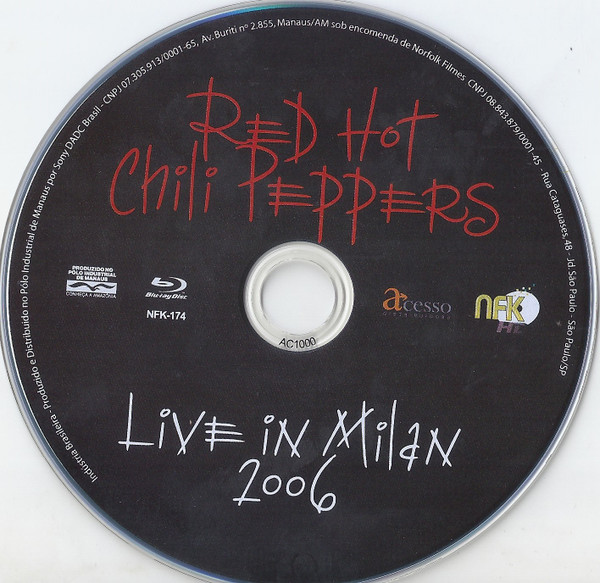 Indústria Brasileira - Produzido e Distribuído no Pólo Industrial de Manaus por Sony DADC Brasil - CNPJ 07.305.913/0001-65, Av. Buriti nº 2.855, Manaus/AM sob encomenda de Norfolk Filmes CNPJ 08.843.879/0001-45 - Rua Cataguases, 48 - Jd. São Paulo - São Paulo/SP
RED HOT
CHiLi PEPPERS
PRODUZIDO NO
PÓLO INDUSTRIAL
DE MANAUS
CONHEÇA A AMAZÔNIA
Blu-ray Disc
NFK-174
acesso
NFK
AC1000
LiVE iN MilaN
2006